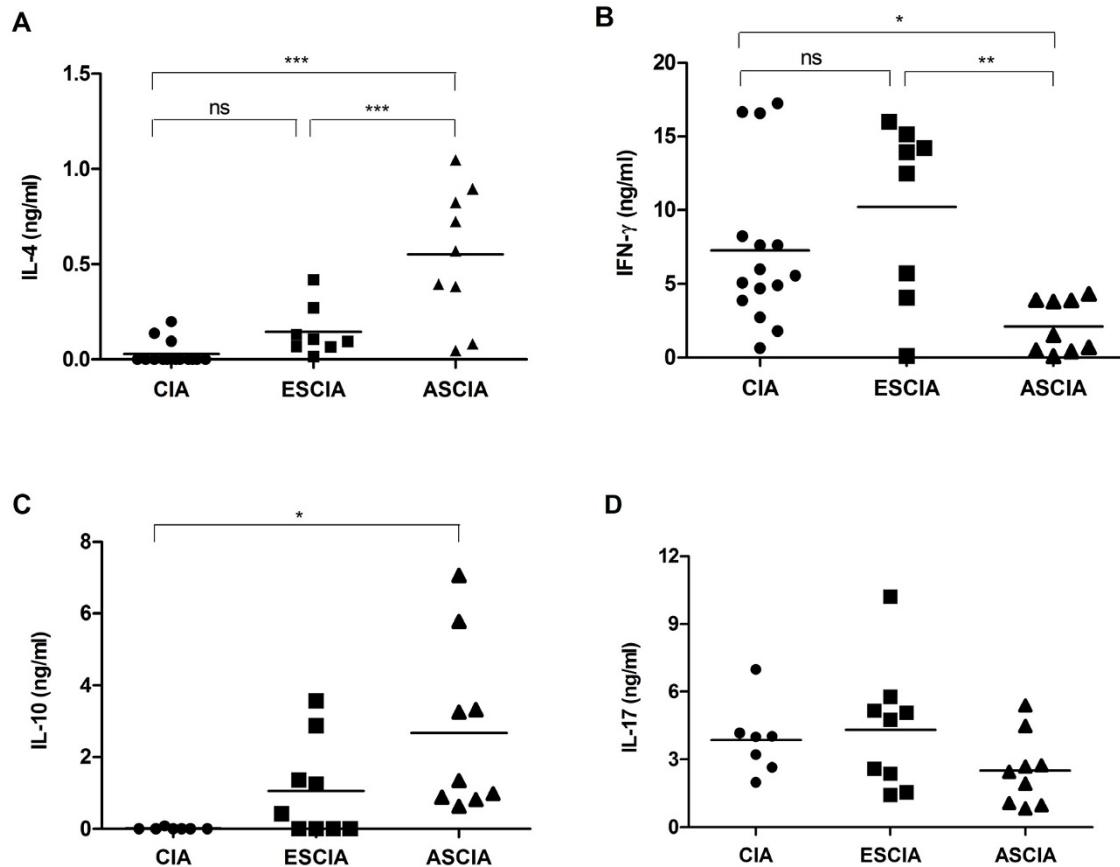 A
***
ns
***
IL-4 (ng/ml)
1.5
1.0
0.5
0.0
CIA ESCIA ASCIA
B
*
ns
**
IFN-γ (ng/ml)
20
15
10
5
0
CIA ESCIA ASCIA
C
*
IL-10 (ng/ml)
8
6
4
2
0
CIA ESCIA ASCIA
D
IL-17 (ng/ml)
12
9
6
3
0
CIA ESCIA ASCIA